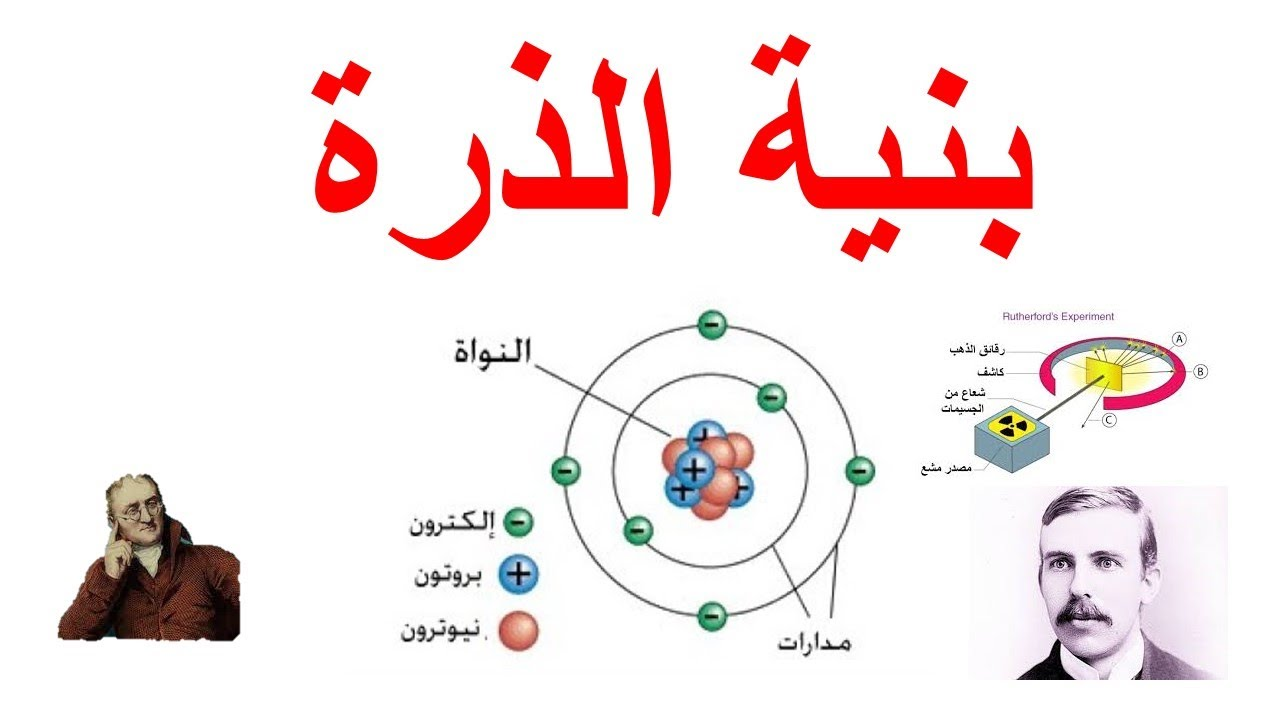 بنية الذرة
النواة
إلكترون
بروتون
نيوترون
مدارات
Rutherford's Experiment
رقائق الذهب
كاشف
شعاع من
الجسيمات
مصدر مشع
A
B
C